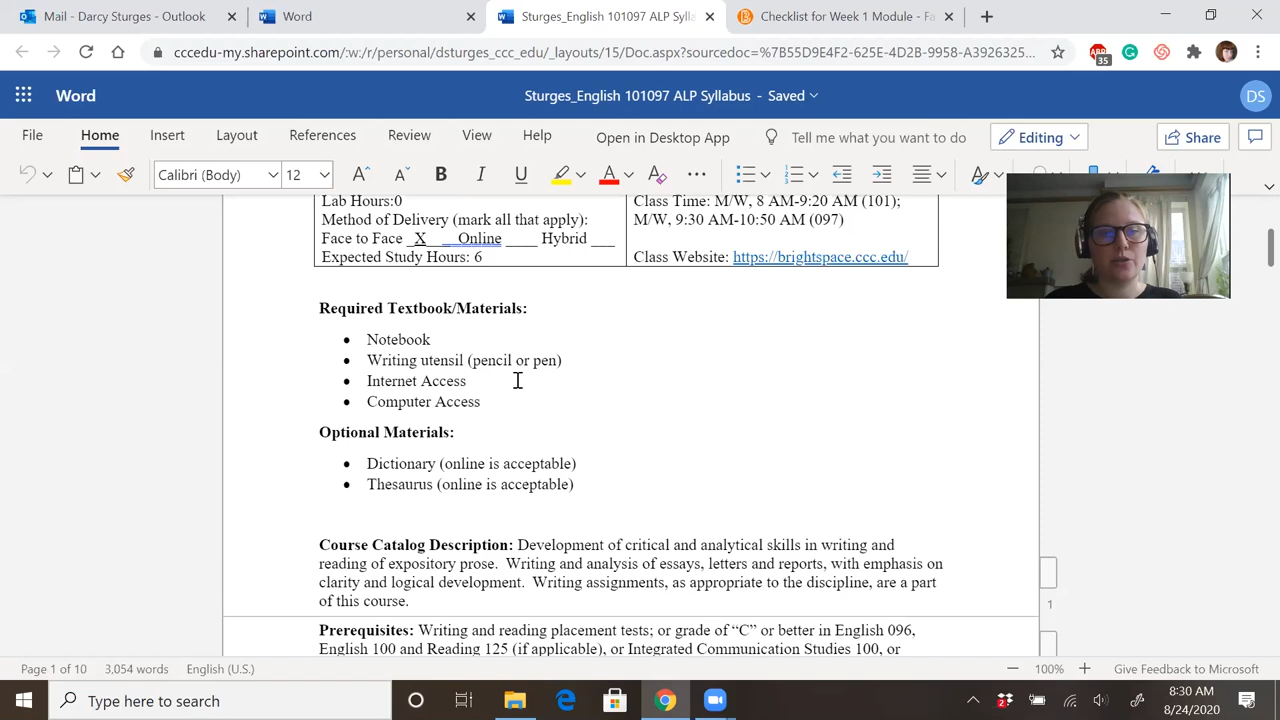 Mail - Darcy Sturges - Outlook
Word
Sturges_English 101097 ALP Sylla
Checklist for Week 1 Module - Fa
cccedu-my.sharepoint.com/:w:/r/personal/dsturges_ccc_edu/_layouts/15/Doc.aspx?sourcedoc=%7B55D9E4F2-625E-4D2B-9958-A3926325...
35
Word
Sturges_English 101097 ALP Syllabus - Saved
DS
File Home Insert Layout References Review View Help Open in Desktop App Tell me what you want to do Editing Share
Calibri (Body) 12
Lab Hours:0
Method of Delivery (mark all that apply):
Face to Face _X_ __Online ____ Hybrid ___
Expected Study Hours: 6
Class Time: M/W, 8 AM-9:20 AM (101);
M/W, 9:30 AM-10:50 AM (097)
Class Website: https://brightspace.ccc.edu/
Required Textbook/Materials:
• Notebook
• Writing utensil (pencil or pen)
• Internet Access
• Computer Access
Optional Materials:
• Dictionary (online is acceptable)
• Thesaurus (online is acceptable)
Course Catalog Description: Development of critical and analytical skills in writing and
reading of expository prose. Writing and analysis of essays, letters and reports, with emphasis on
clarity and logical development. Writing assignments, as appropriate to the discipline, are a part
of this course.
1
Prerequisites: Writing and reading placement tests; or grade of “C” or better in English 096,
English 100 and Reading 125 (if applicable), or Integrated Communication Studies 100, or
Page 1 of 10 3,054 words English (U.S.) 100% Give Feedback to Microsoft
Type here to search
8:30 AM
8/24/2020